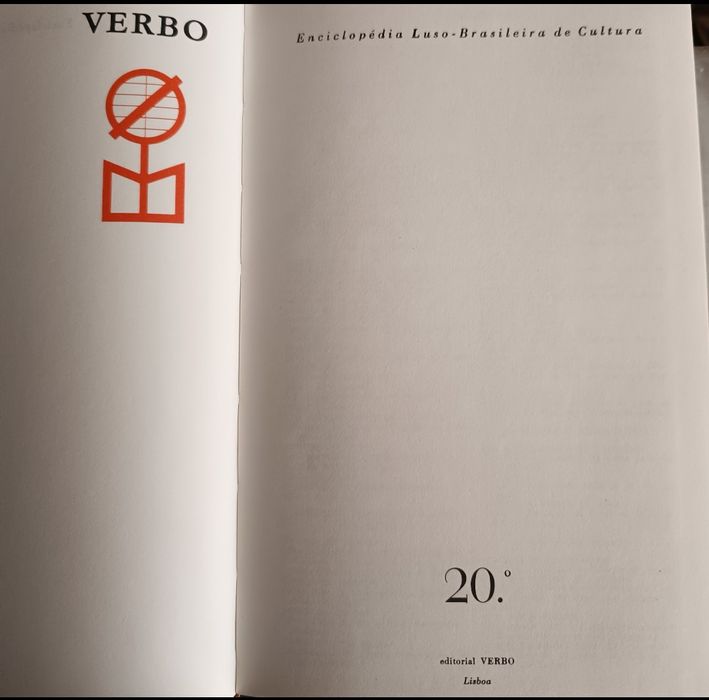 VERBO
Enciclopédia Luso-Brasileira de Cultura
20.º
editorial VERBO
Lisboa